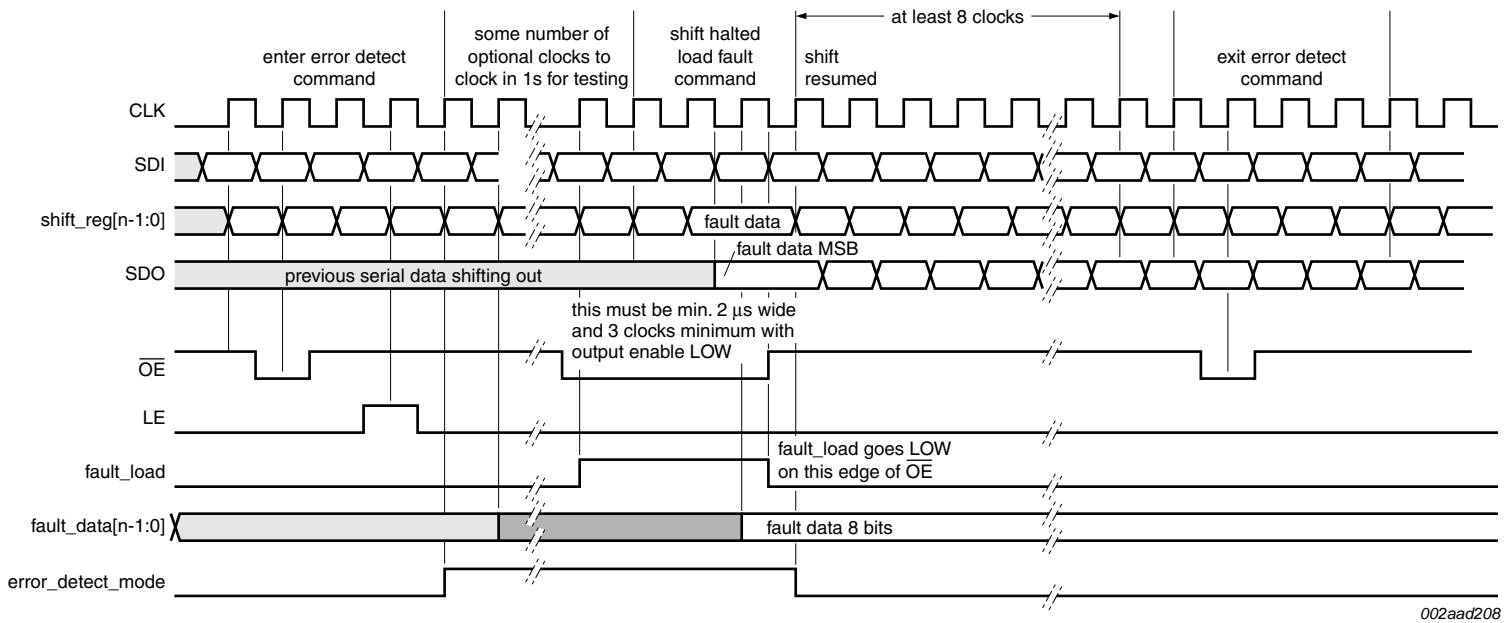 at least 8 clocks
enter error detect
command
some number of
optional clocks to
clock in 1s for testing
shift halted
load fault
command
shift
resumed
exit error detect
command
CLK
SDI
shift_reg[n-1:0]
fault data
fault data MSB
SDO
previous serial data shifting out
this must be min. 2 μs wide
and 3 clocks minimum with
output enable LOW
OE
LE
fault_load
fault_load goes LOW
on this edge of OE
fault_data[n-1:0]
fault data 8 bits
error_detect_mode
002aad208